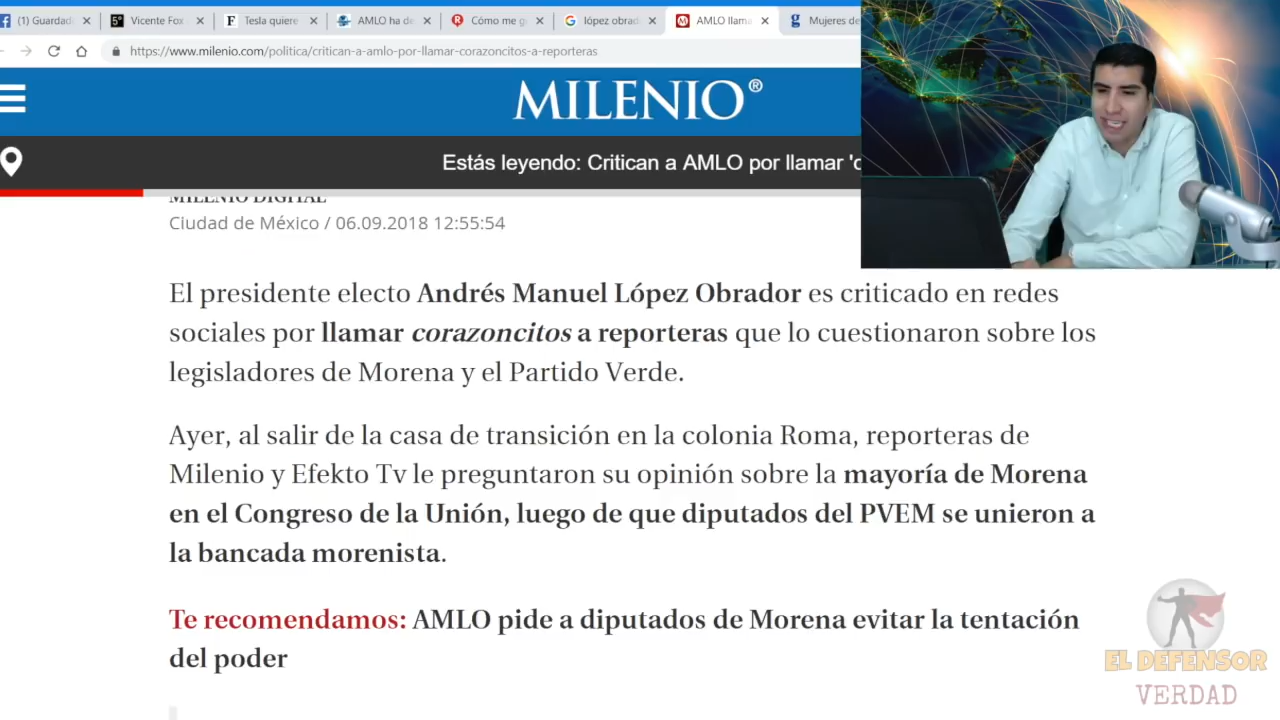 (1) Guardad
5° Vicente Fox
F Tesla quiere
AMLO ha de
R Cómo me g
G lópez obrad
M AMLO llama
g Mujeres de
https://www.milenio.com/politica/critican-a-amlo-por-llamar-corazoncitos-a-reporteras
MILENIO®
Estás leyendo: Critican a AMLO por llamar 'c
MILENIO DIGITAL
Ciudad de México / 06.09.2018 12:55:54
El presidente electo Andrés Manuel López Obrador es criticado en redes
sociales por llamar corazoncitos a reporteras que lo cuestionaron sobre los
legisladores de Morena y el Partido Verde.
Ayer, al salir de la casa de transición en la colonia Roma, reporteras de
Milenio y Efekto Tv le preguntaron su opinión sobre la mayoría de Morena
en el Congreso de la Unión, luego de que diputados del PVEM se unieron a
la bancada morenista.
Te recomendamos: AMLO pide a diputados de Morena evitar la tentación
del poder
EL DEFENSOR
VERDAD